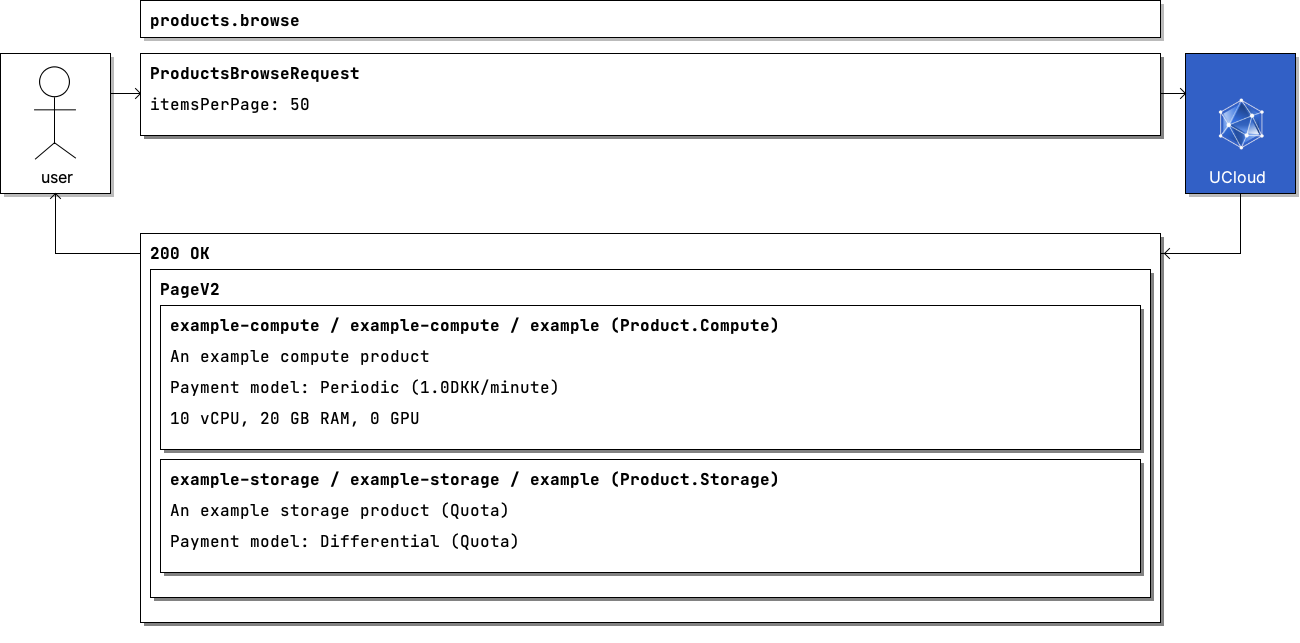 products.browse
ProductsBrowseRequest
itemsPerPage: 50
user
UCloud
200 OK
PageV2
example-compute / example-compute / example (Product.Compute)
An example compute product
Payment model: Periodic (1.0DKK/minute)
10 vCPU, 20 GB RAM, 0 GPU
example-storage / example-storage / example (Product.Storage)
An example storage product (Quota)
Payment model: Differential (Quota)